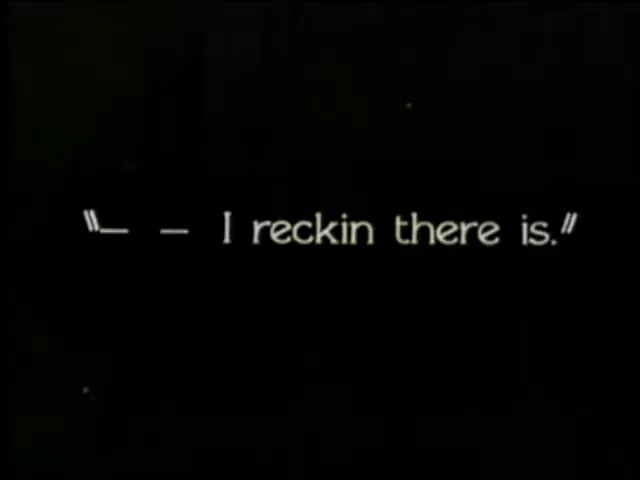 "— — I reckin there is."